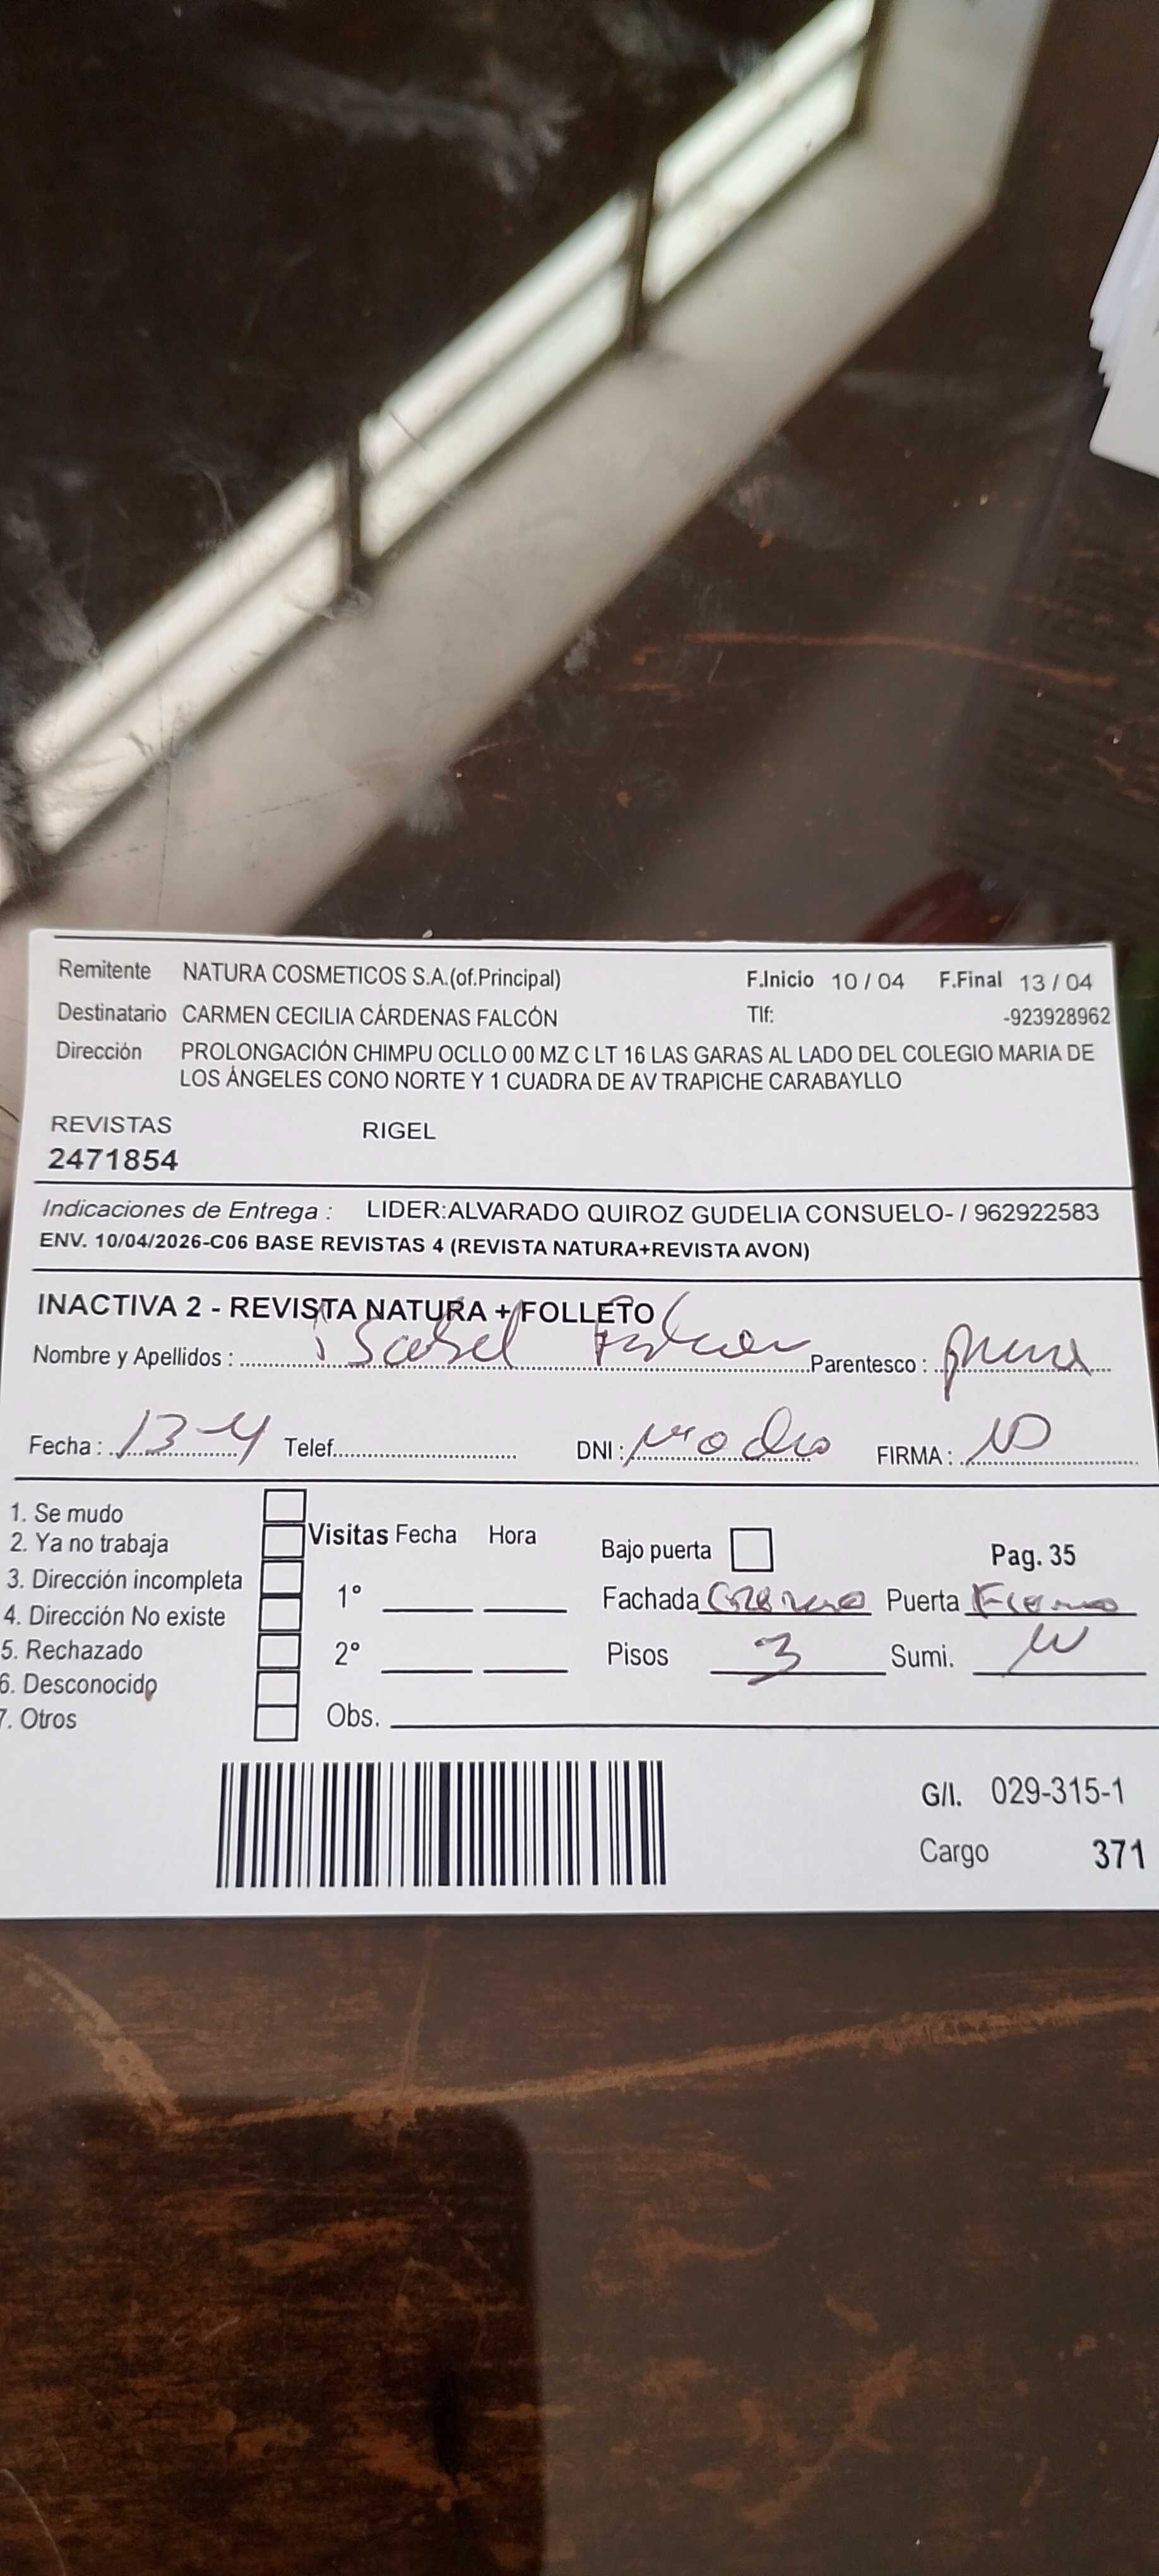 Remitente NATURA COSMETICOS S.A.(of.Principal) F.Inicio 10 / 04 F.Final 13 / 04
Destinatario CARMEN CECILIA CÁRDENAS FALCÓN Tlf: -923928962
Dirección PROLONGACIÓN CHIMPU OCLLO 00 MZ C LT 16 LAS GARAS AL LADO DEL COLEGIO MARIA DE
LOS ÁNGELES CONO NORTE Y 1 CUADRA DE AV TRAPICHE CARABAYLLO
REVISTAS RIGEL
2471854
Indicaciones de Entrega : LIDER:ALVARADO QUIROZ GUDELIA CONSUELO- / 962922583
ENV. 10/04/2026-C06 BASE REVISTAS 4 (REVISTA NATURA+REVISTA AVON)
INACTIVA 2 - REVISTA NATURA + FOLLETO
Nombre y Apellidos : Isabel Falcon Parentesco :
Fecha : 13-4 Telef. DNI : FIRMA :
1. Se mudo
2. Ya no trabaja
3. Dirección incompleta
4. Dirección No existe
5. Rechazado
6. Desconocido
7. Otros
Visitas Fecha Hora
1°
2°
Obs.
Bajo puerta Pag. 35
Fachada Puerta
Pisos 3 Sumi.
G/I. 029-315-1
Cargo 371